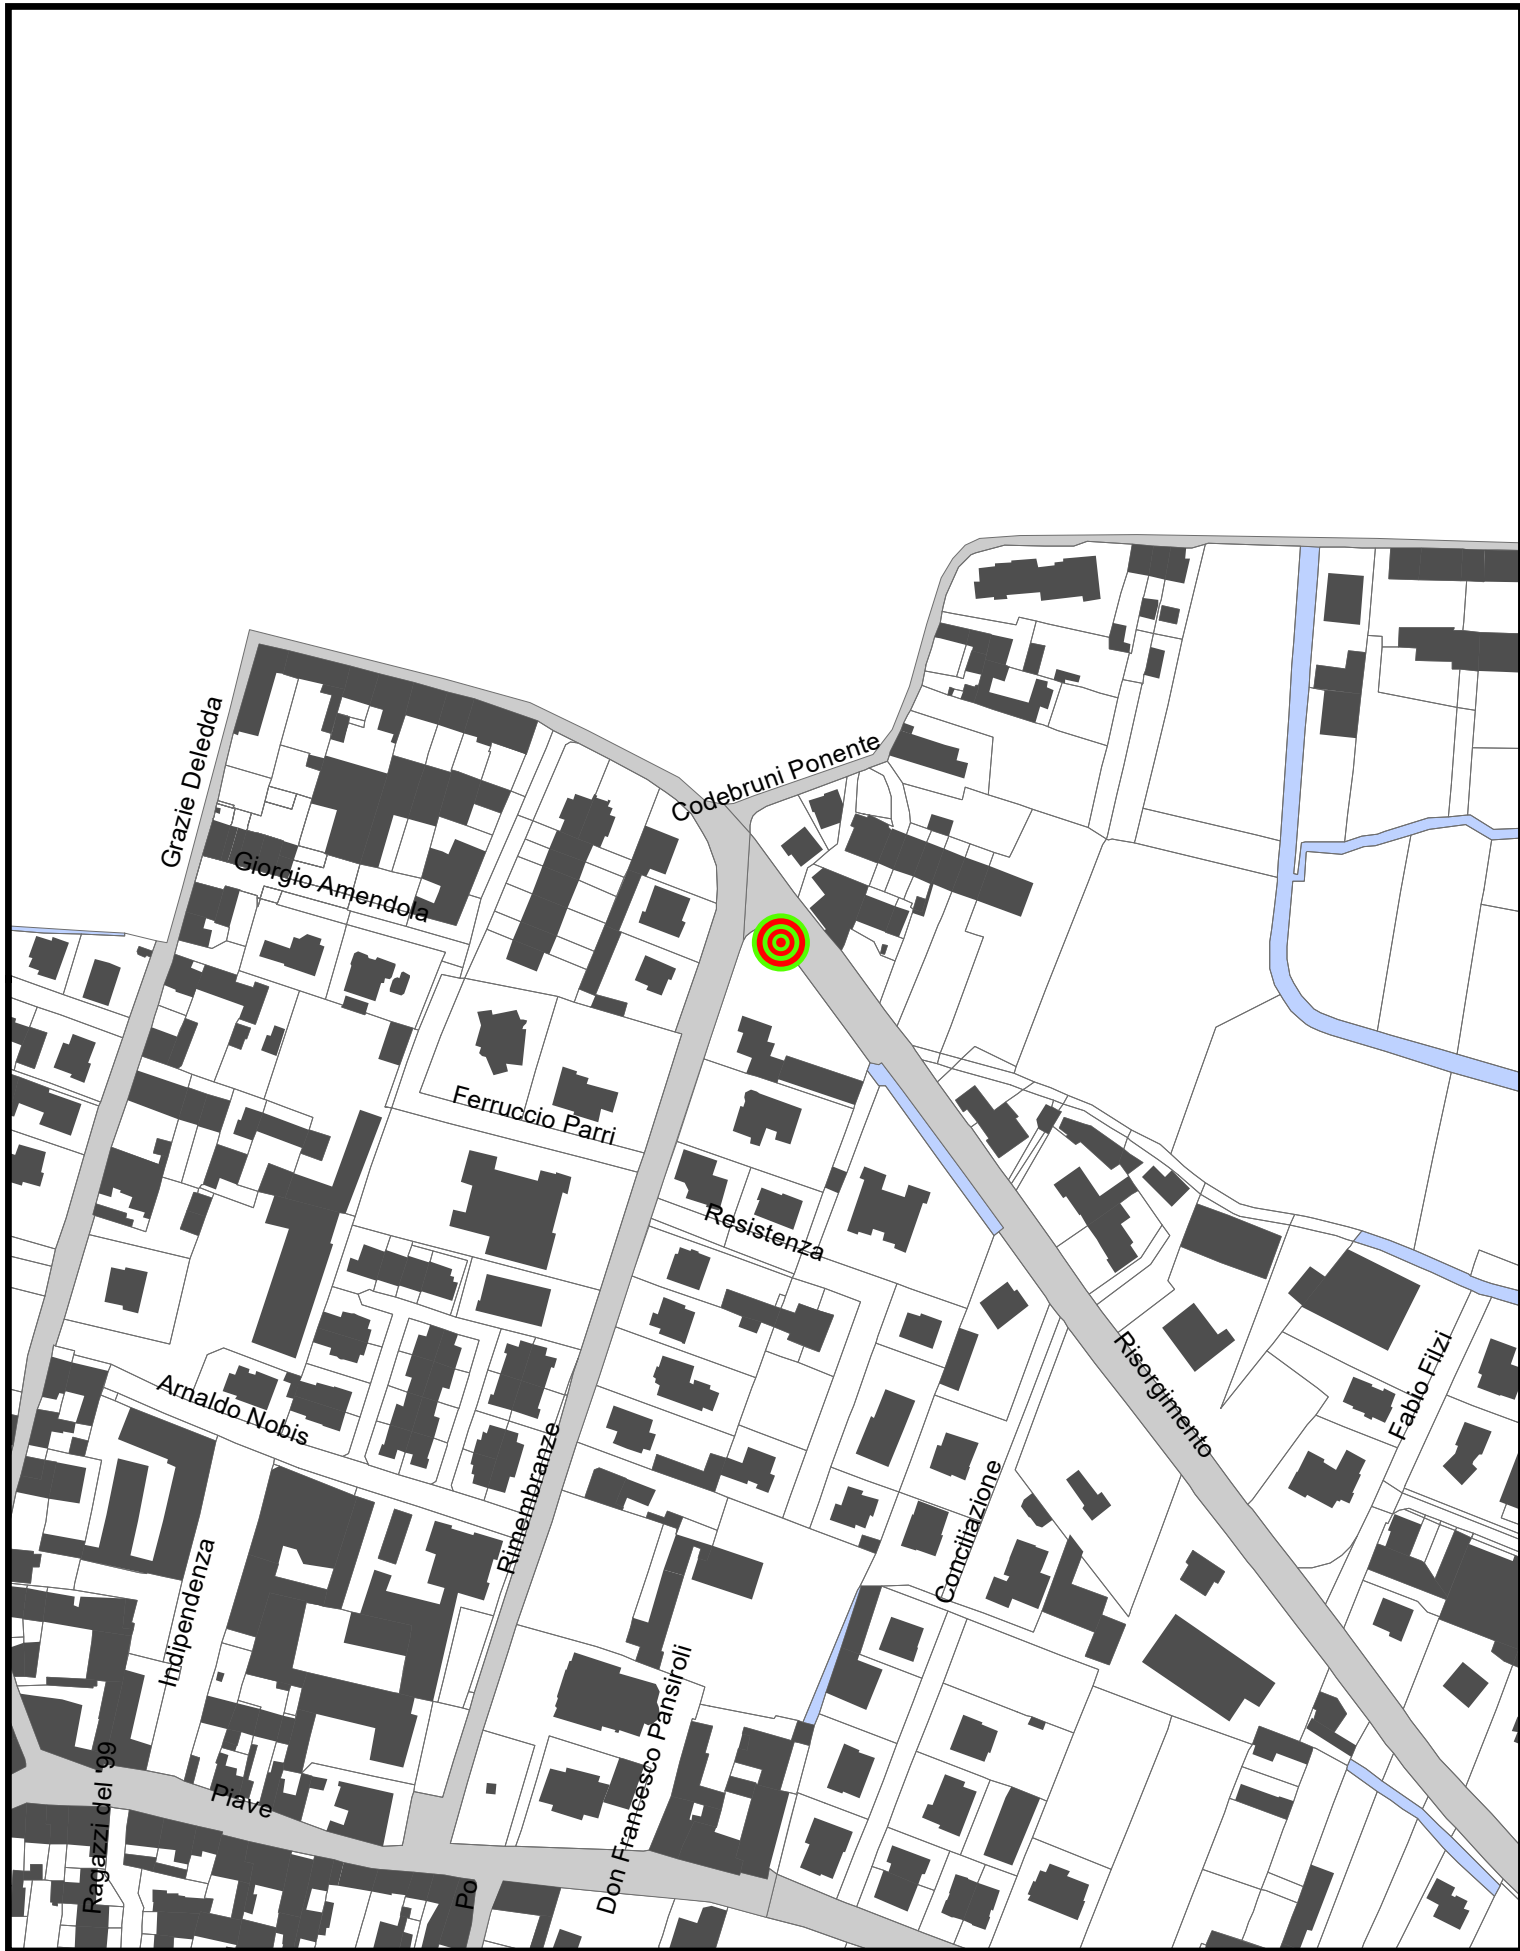 Codebruni Ponente
Grazie Deledda
Giorgio Amendola
Ferruccio Parri
Resistenza
Risorgimento
Fabio Filzi
Arnaldo Nobis
Rimembranze
Conciliazione
Indipendenza
Don Francesco Pansiroli
Ragazzi del '99
Piave
Po